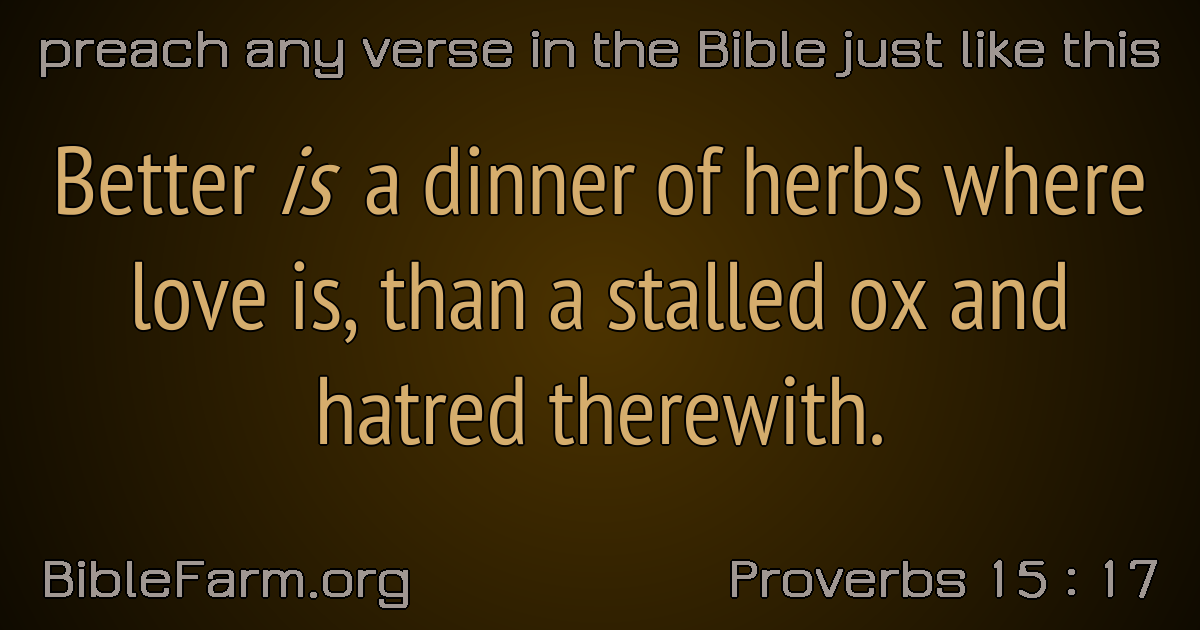 preach any verse in the Bible just like this
Better is a dinner of herbs where
love is, than a stalled ox and
hatred therewith.
BibleFarm.org
Proverbs 15 : 17